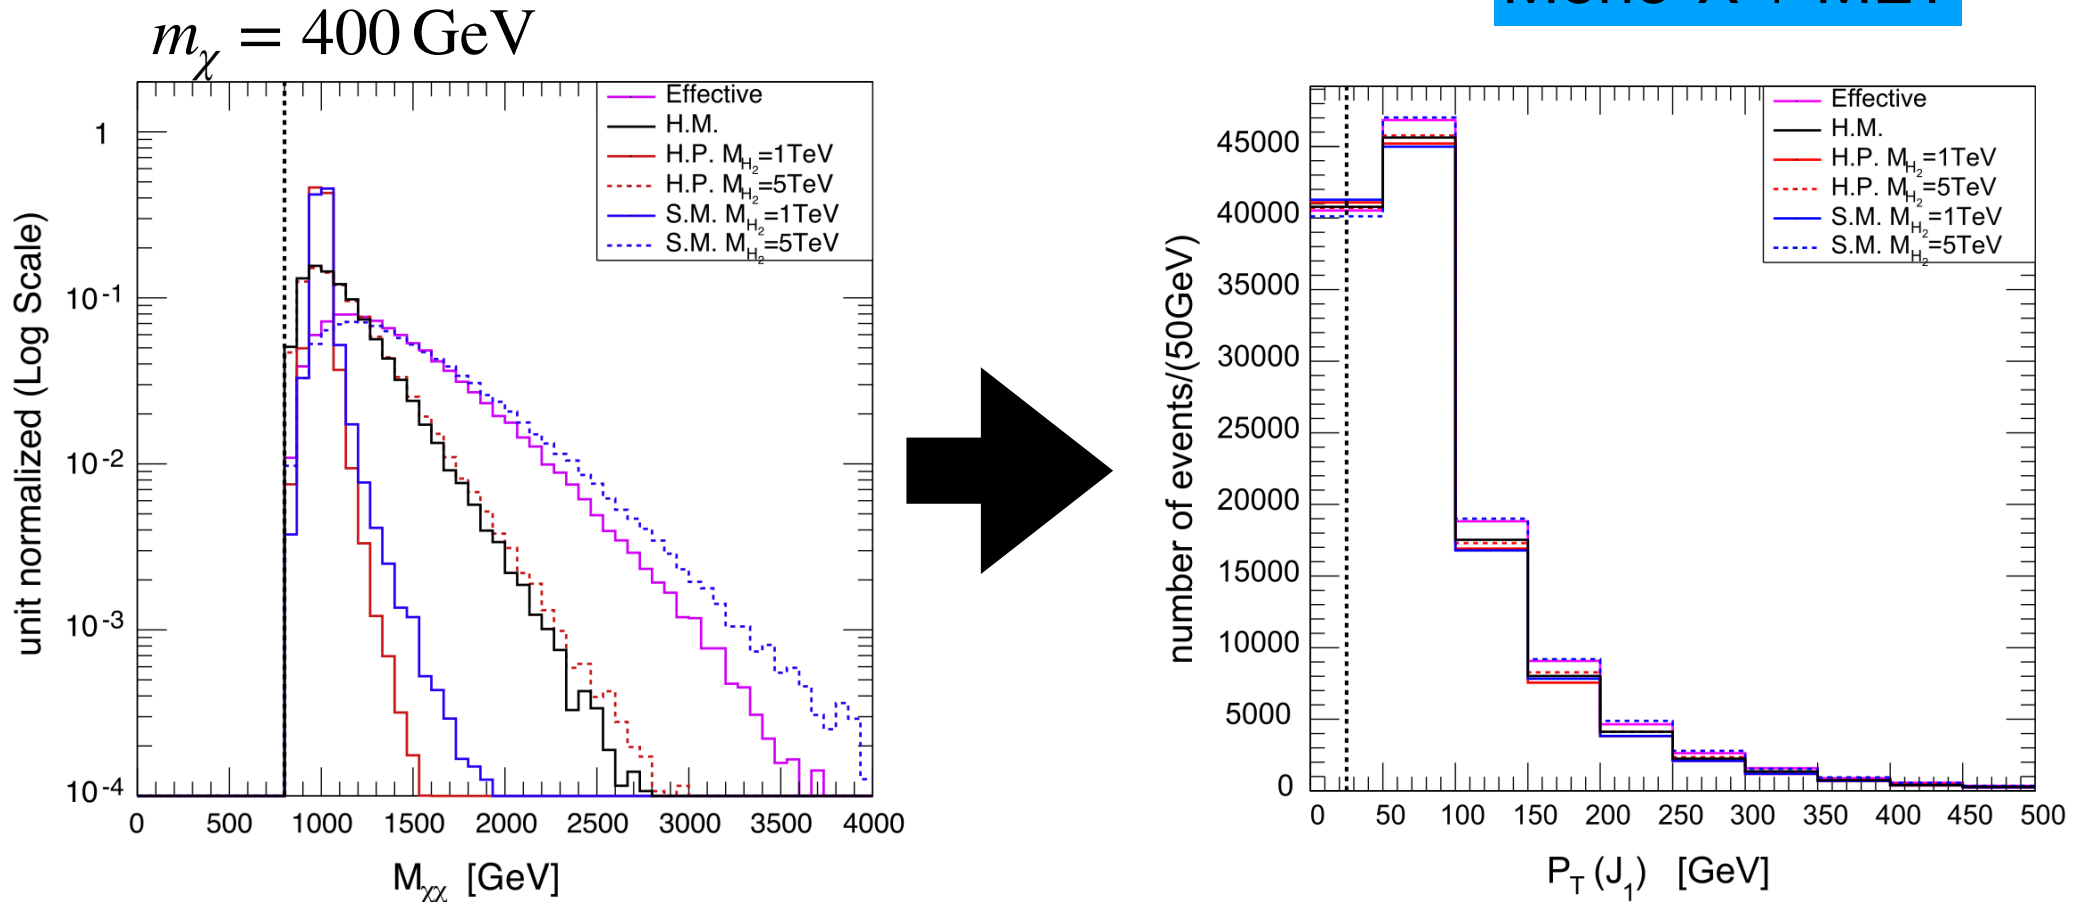 m_χ = 400 GeV
Effective
H.M.
H.P. M_H₂=1TeV
H.P. M_H₂=5TeV
S.M. M_H₂=1TeV
S.M. M_H₂=5TeV
unit normalized (Log Scale)
1
10⁻¹
10⁻²
10⁻³
10⁻⁴
0 500 1000 1500 2000 2500 3000 3500 4000
M_χχ [GeV]
Effective
H.M.
H.P. M_H₂=1TeV
H.P. M_H₂=5TeV
S.M. M_H₂=1TeV
S.M. M_H₂=5TeV
number of events/(50GeV)
45000
40000
35000
30000
25000
20000
15000
10000
5000
0
0 50 100 150 200 250 300 350 400 450 500
P_T (J₁) [GeV]